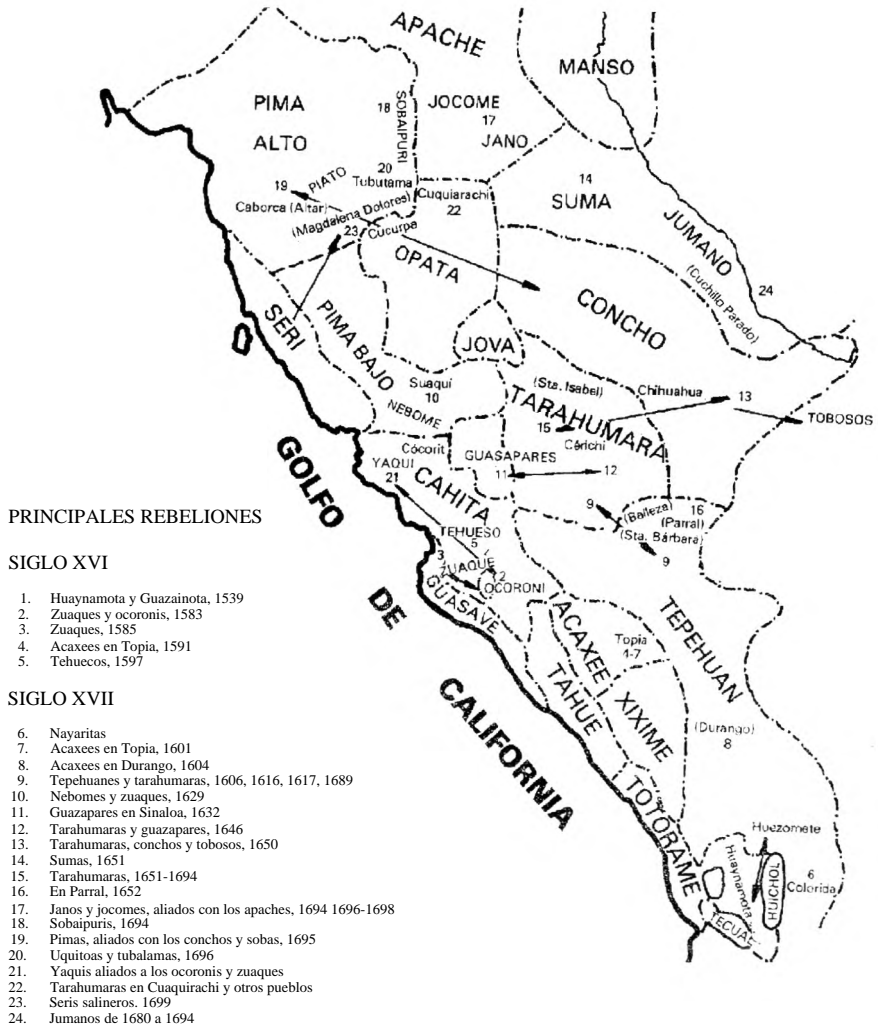 APACHE
MANSO
PIMA
ALTO
18
SOBAIPURI
JOCOME
17
JANO
14
SUMA
20
PIATO
Tubutama
19
Caborca (Altar)
(Magdalena Dolores)
Cuquiarachi
22
23
Cucurpa
OPATA
JUMANO
(Cuchillo Parado)
24
CONCHO
SERI
PIMA BAJO
JOVA
Suaqui
10
NEBOME
(Sta. Isabel)
Chihuahua
13
TARAHUMARA
15
Cérichi
TOBOSOS
Cócorit
YAQUI
21
CAHITA
GUASAPARES
11
12
9
(Balleza)
16
(Parral)
(Sta. Bárbara)
9
TEHUESO
5
3
ZUAQUE
2
OCORONI
GUASAVE
ACAXEE
Topia
4-7
TAHUE
XIXIME
TEPEHUAN
(Durango)
8
TOTORAME
Huezomete
Huaynamota
HUICHOL
6
Colorida
TECUAL
GOLFO
DE
CALIFORNIA
PRINCIPALES REBELIONES
SIGLO XVI
1. Huaynamota y Guazainota, 1539
2. Zuaques y ocoronis, 1583
3. Zuaques, 1585
4. Acaxees en Topia, 1591
5. Tehuecos, 1597
SIGLO XVII
6. Nayaritas
7. Acaxees en Topia, 1601
8. Acaxees en Durango, 1604
9. Tepehuanes y tarahumaras, 1606, 1616, 1617, 1689
10. Nebomes y zuaques, 1629
11. Guazapares en Sinaloa, 1632
12. Tarahumaras y guazapares, 1646
13. Tarahumaras, conchos y tobosos, 1650
14. Sumas, 1651
15. Tarahumaras, 1651-1694
16. En Parral, 1652
17. Janos y jocomes, aliados con los apaches, 1694 1696-1698
18. Sobaipuris, 1694
19. Pimas, aliados con los conchos y sobas, 1695
20. Uquitoas y tubalamas, 1696
21. Yaquis aliados a los ocoronis y zuaques
22. Tarahumaras en Cuaquirachi y otros pueblos
23. Seris salineros. 1699
24. Jumanos de 1680 a 1694